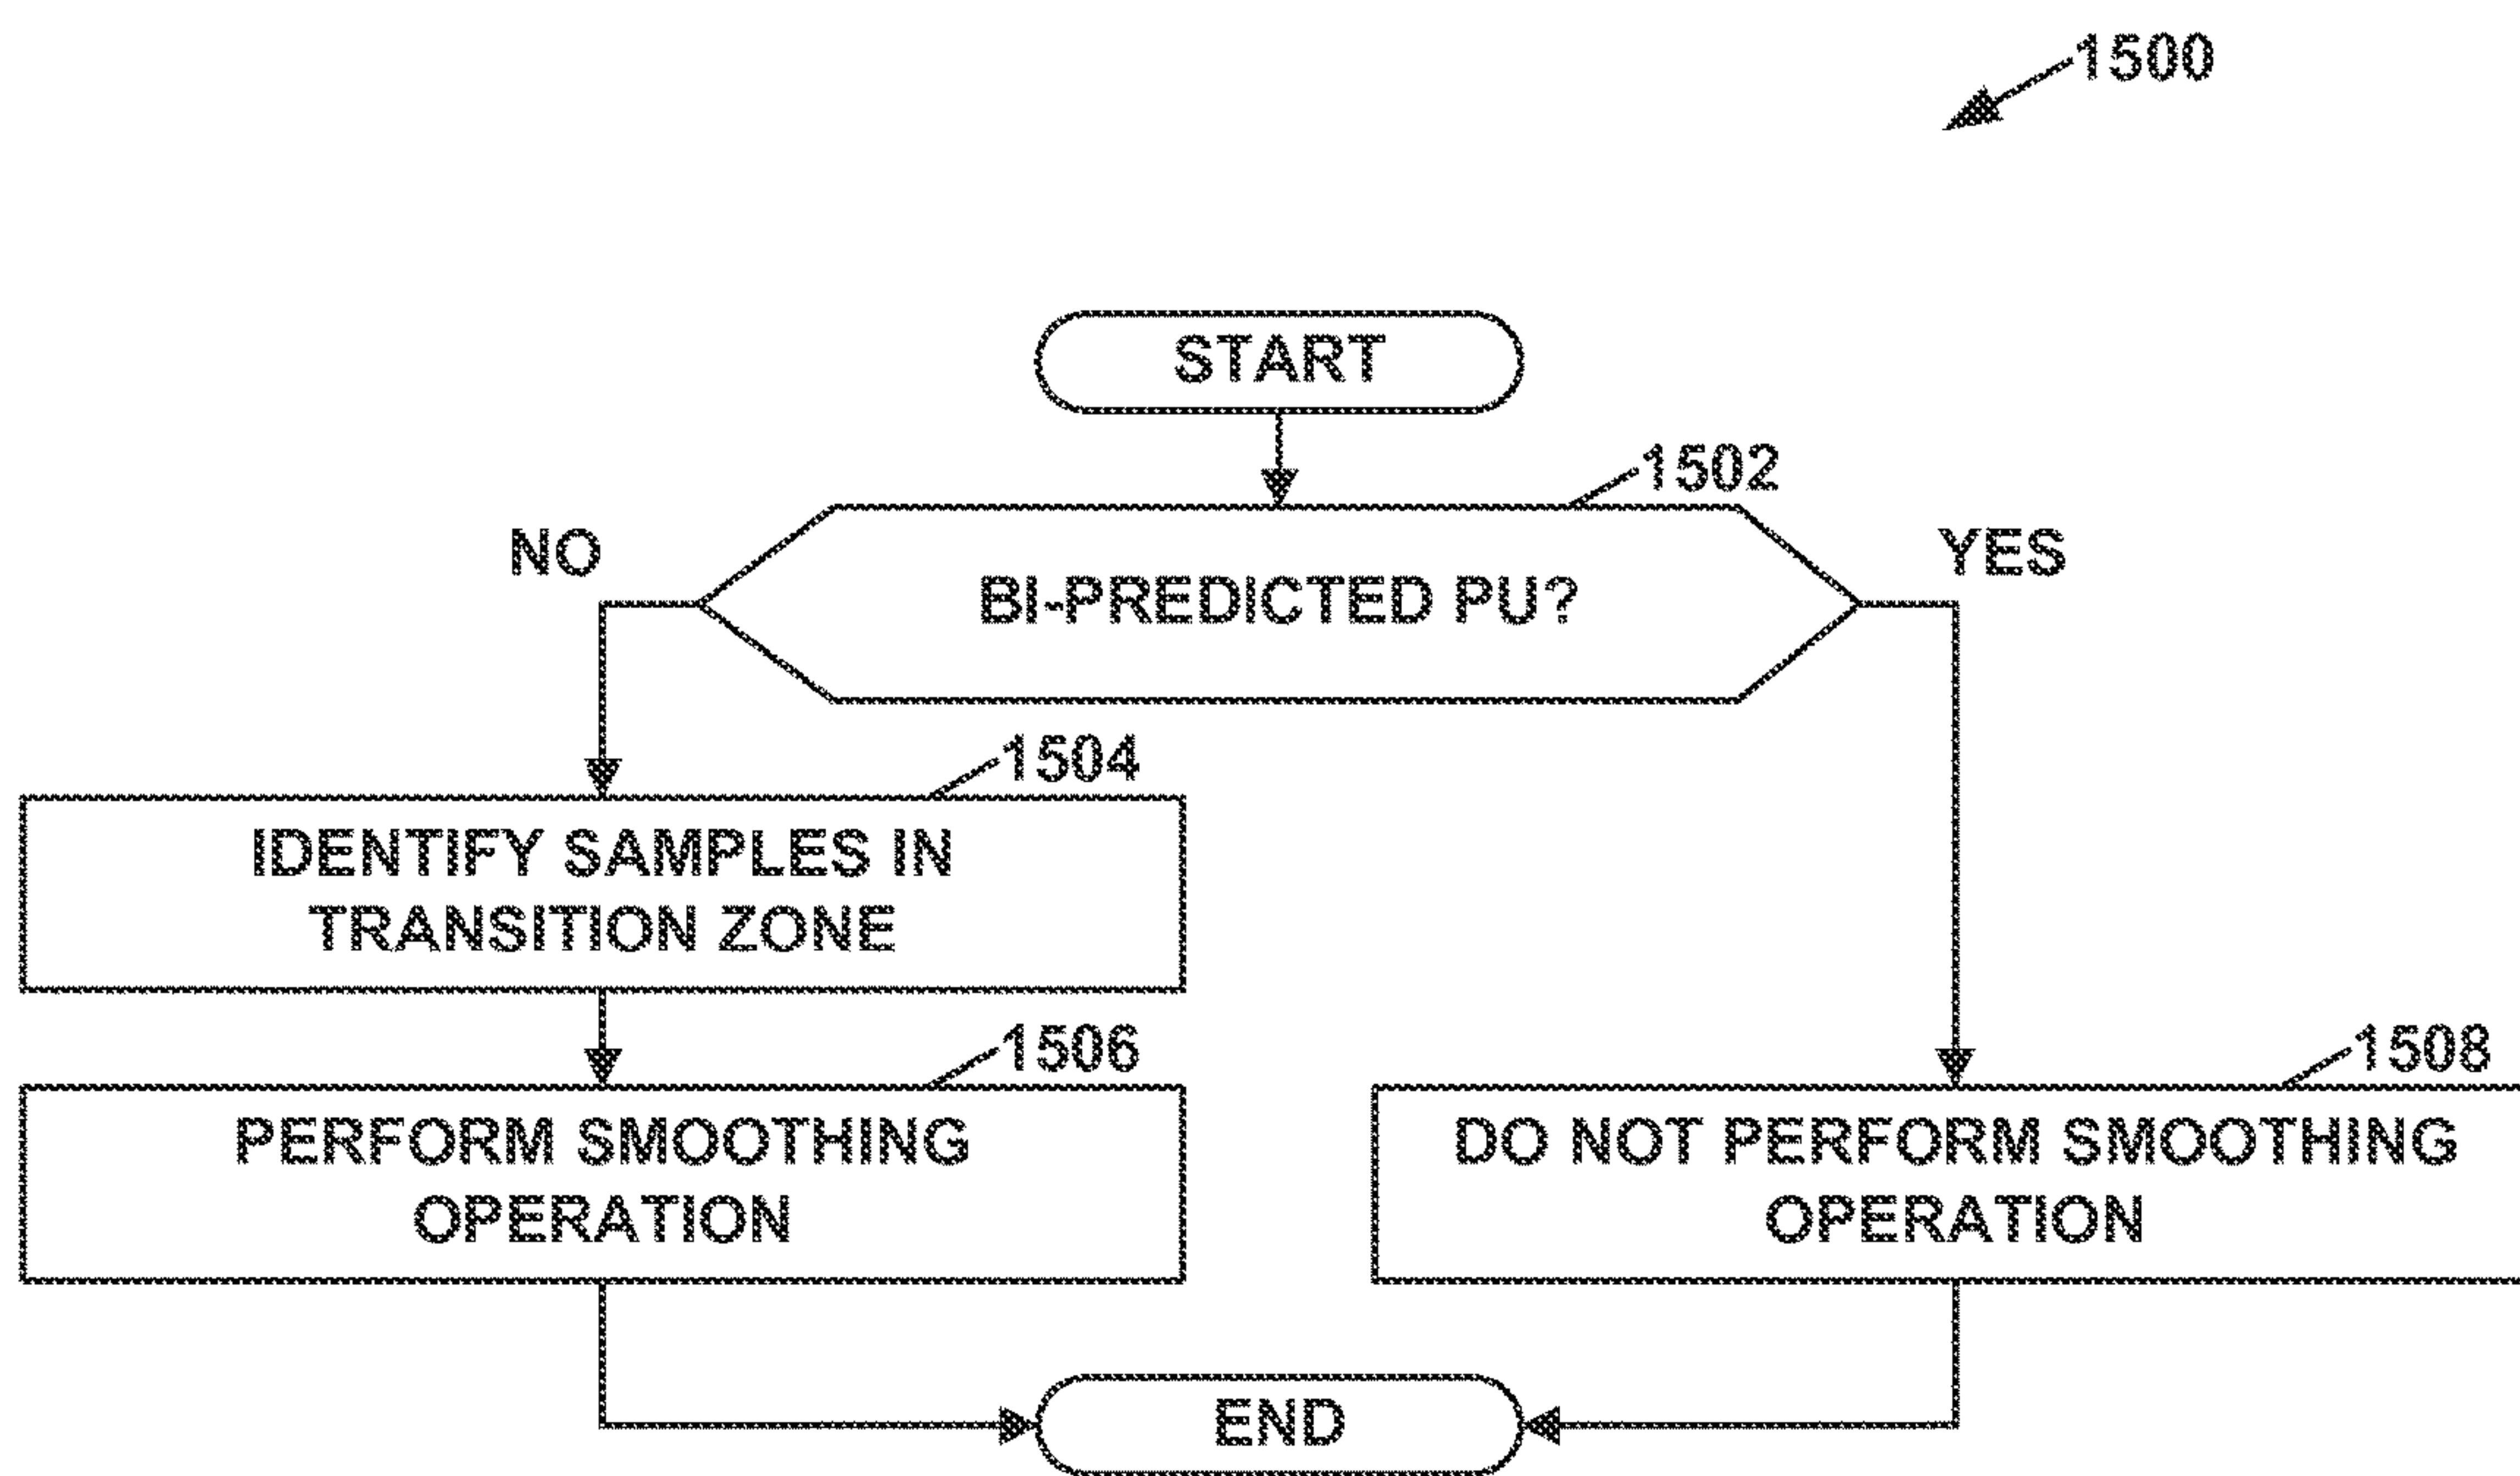 1500
START
1502
NO
YES
BI-PREDICTED PU?
1504
IDENTIFY SAMPLES IN
TRANSITION ZONE
1506
PERFORM SMOOTHING
OPERATION
1508
DO NOT PERFORM SMOOTHING
OPERATION
END